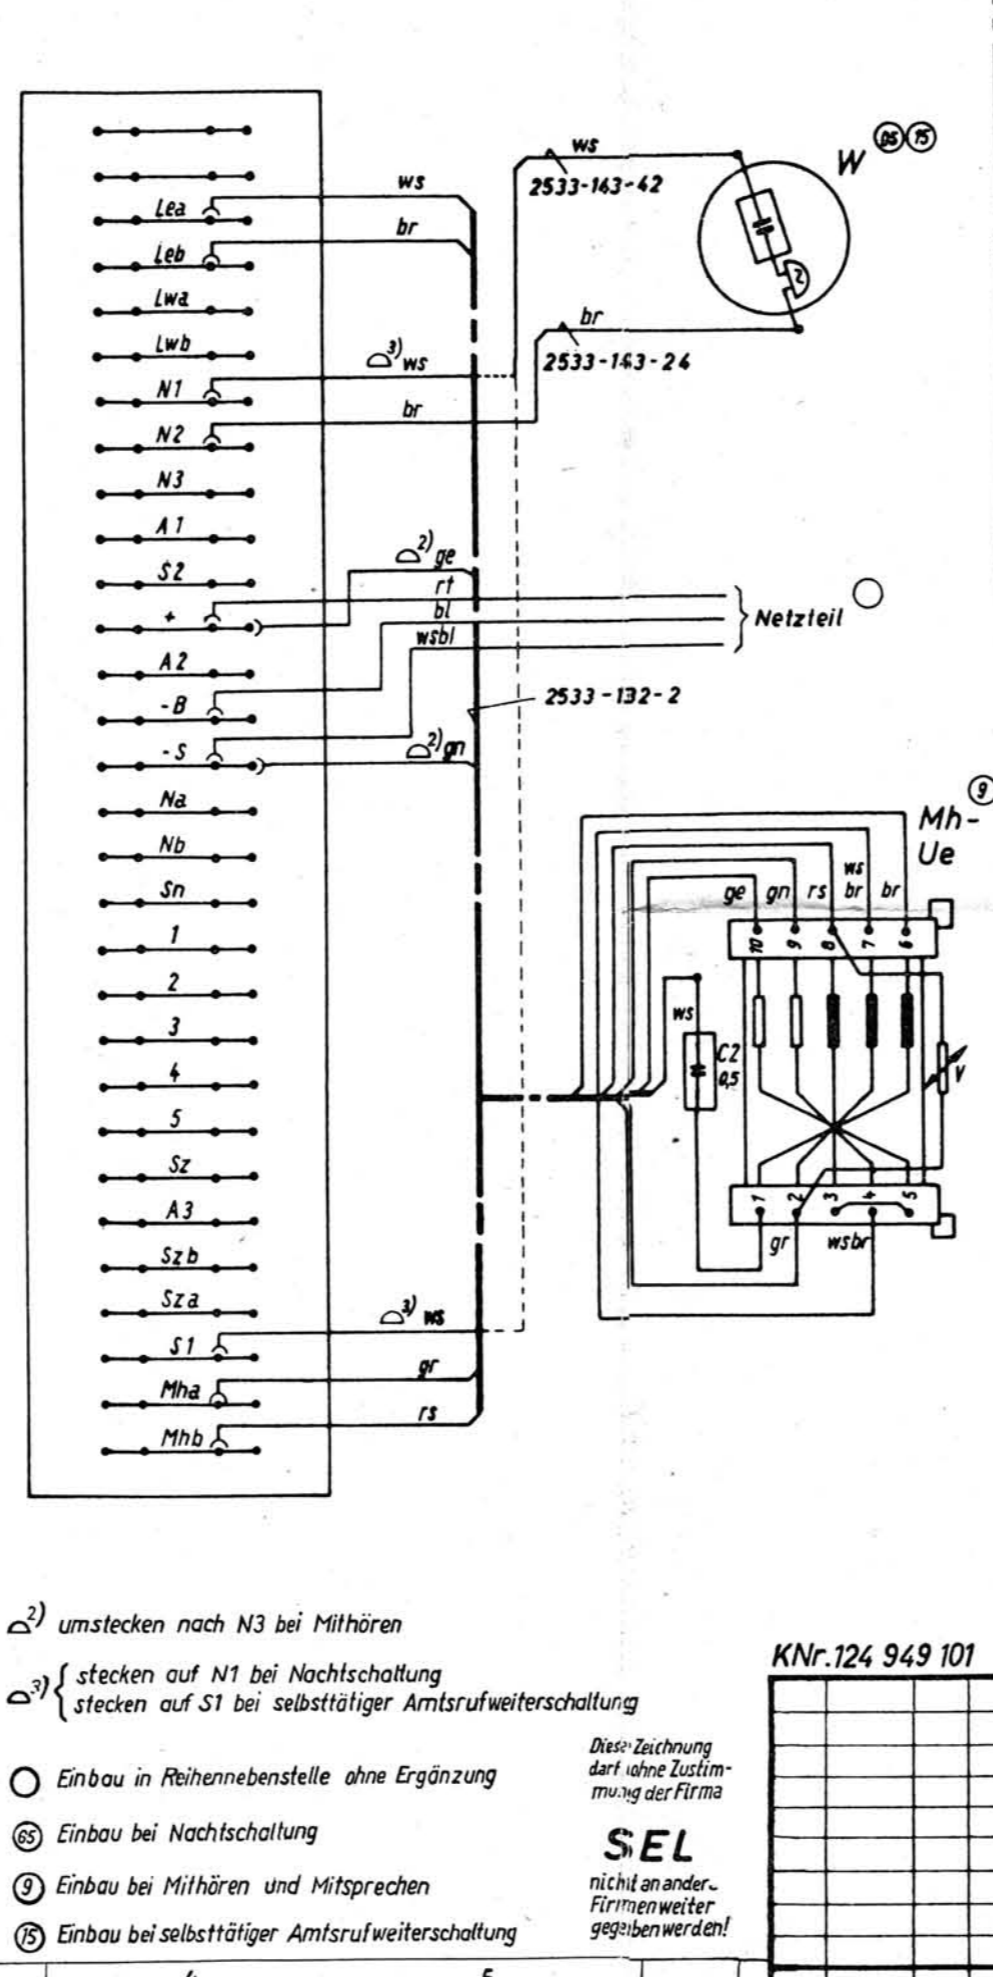 Lea
Leb
Lwa
Lwb
N1
N2
N3
A1
S2
+
A2
-B
-S
Na
Nb
Sn
1
2
3
4
5
Sz
A3
Szb
Sza
S1
Mha
Mhb
ws
br
3) ws
br
2) ge
rt
bl
wsbl
2) gn
3) ws
gr
rs
ws
2533-143-42
W
15
br
2533-143-24
Netzteil
2533-132-2
9
Mh-
Ue
ge gn rs ws br br
10 9 8 7 6
ws
C2
0,5
V
1 2 3 4 5
gr wsbr
2) umstecken nach N3 bei Mithören
3) { stecken auf N1 bei Nachtschaltung
stecken auf S1 bei selbsttätiger Amtsrufweiterschaltung
Einbau in Reihennebenstelle ohne Ergänzung
65 Einbau bei Nachtschaltung
9 Einbau bei Mithören und Mitsprechen
15 Einbau bei selbsttätiger Amtsrufweiterschaltung
Diese Zeichnung
darf ohne Zustim-
mung der Firma
SEL
nicht an andere
Firmen weiter
gegeben werden!
KNr. 124 949 101